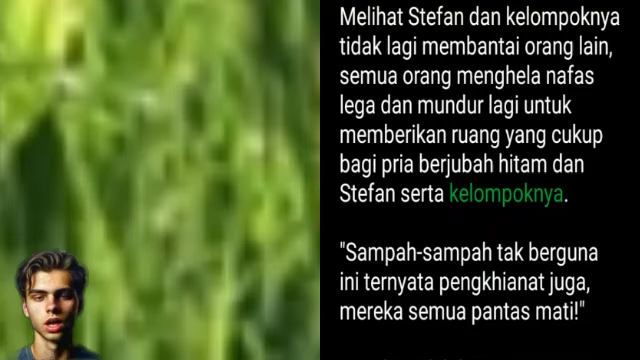 Melihat Stefan dan kelompoknya
tidak lagi membantai orang lain,
semua orang menghela nafas
lega dan mundur lagi untuk
memberikan ruang yang cukup
bagi pria berjubah hitam dan
Stefan serta kelompoknya.
"Sampah-sampah tak berguna
ini ternyata pengkhianat juga,
mereka semua pantas mati!"